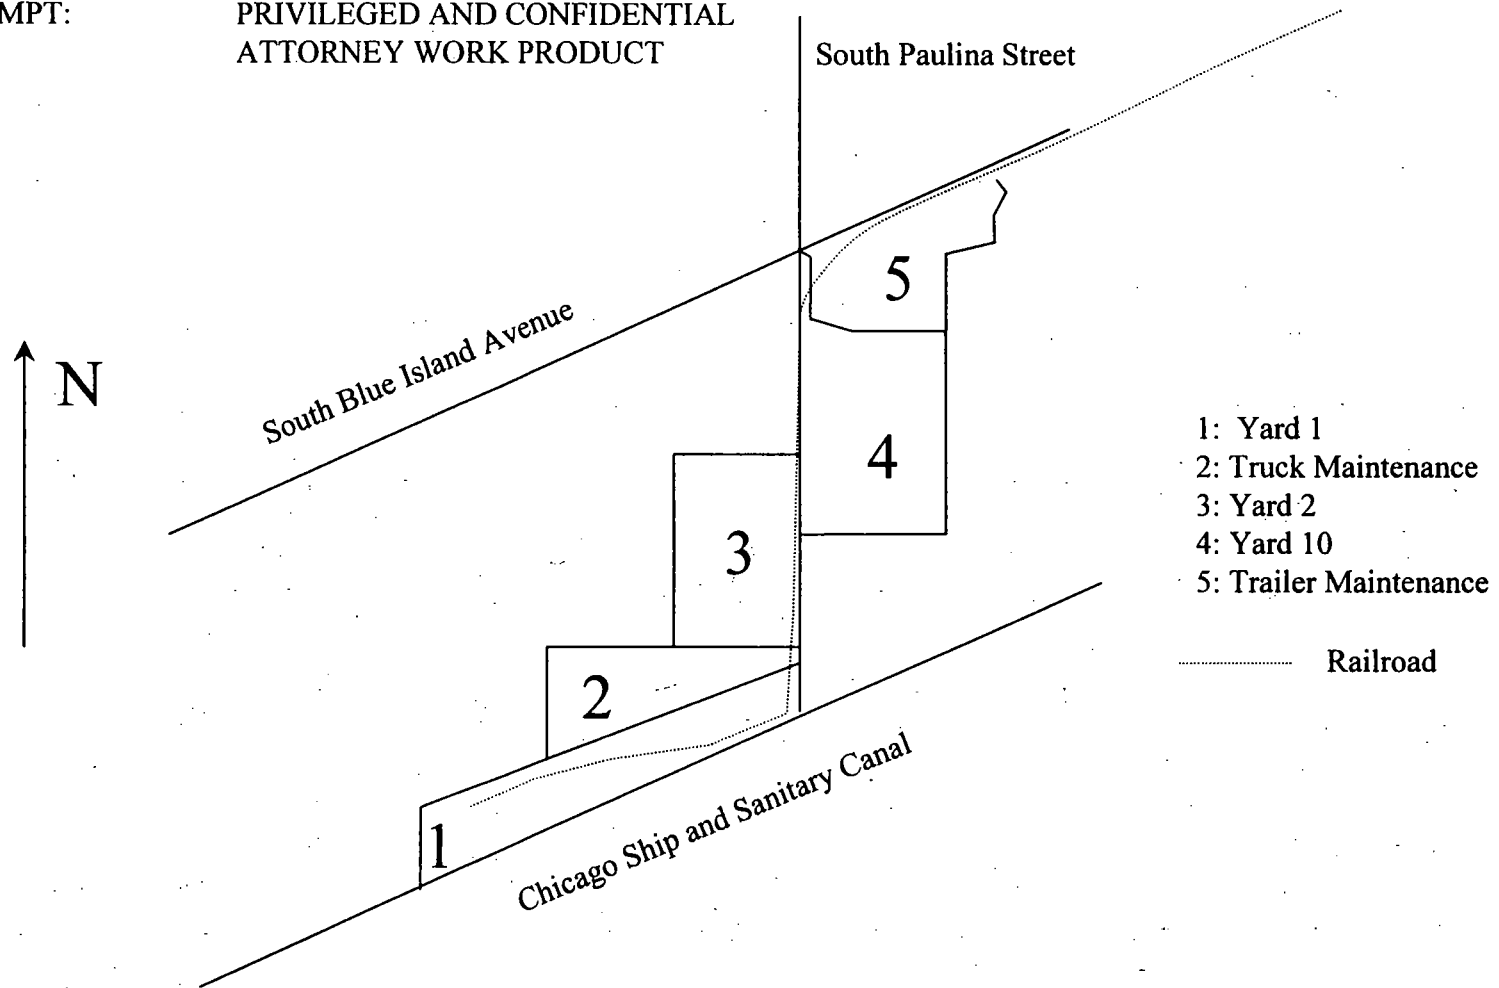 MPT: PRIVILEGED AND CONFIDENTIAL
ATTORNEY WORK PRODUCT
South Paulina Street
5
South Blue Island Avenue
N
4
1: Yard 1
2: Truck Maintenance
3: Yard 2
4: Yard 10
5: Trailer Maintenance
3
Railroad
2
1
Chicago Ship and Sanitary Canal